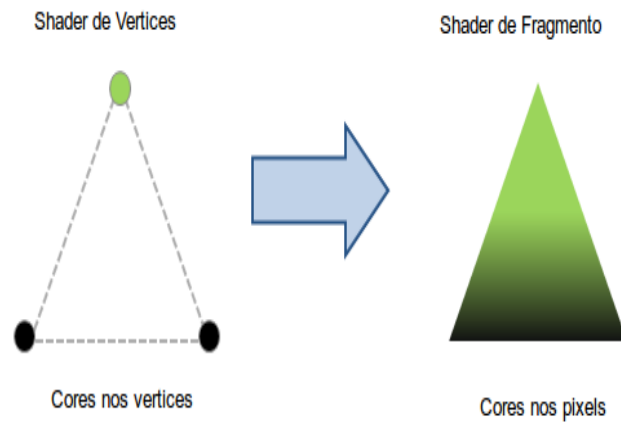 Shader de Vertices
Shader de Fragmento
Cores nos vertices
Cores nos pixels